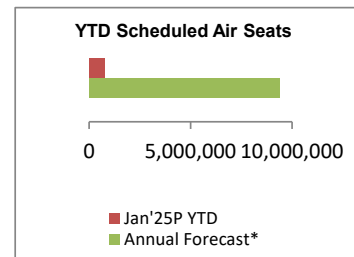 YTD Scheduled Air Seats
0 5,000,000 10,000,000
Jan'25P YTD
Annual Forecast*